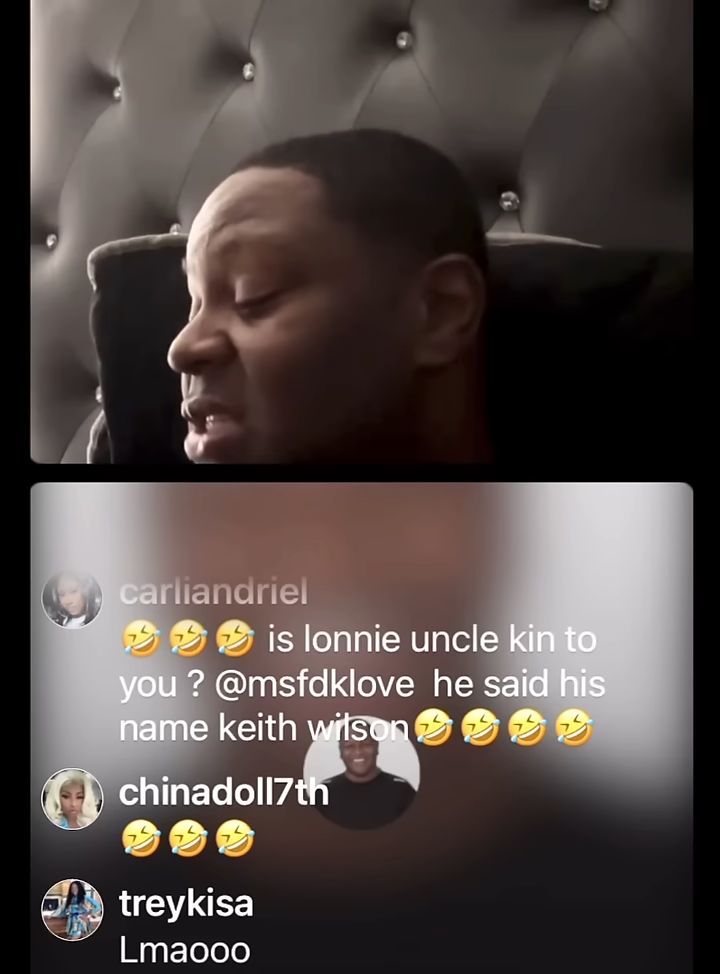 carliandriel
🤣🤣🤣 is lonnie uncle kin to
you ? @msfdklove he said his
name keith wilson🤣🤣🤣🤣
chinadoll7th
🤣🤣🤣
treykisa
Lmaooo